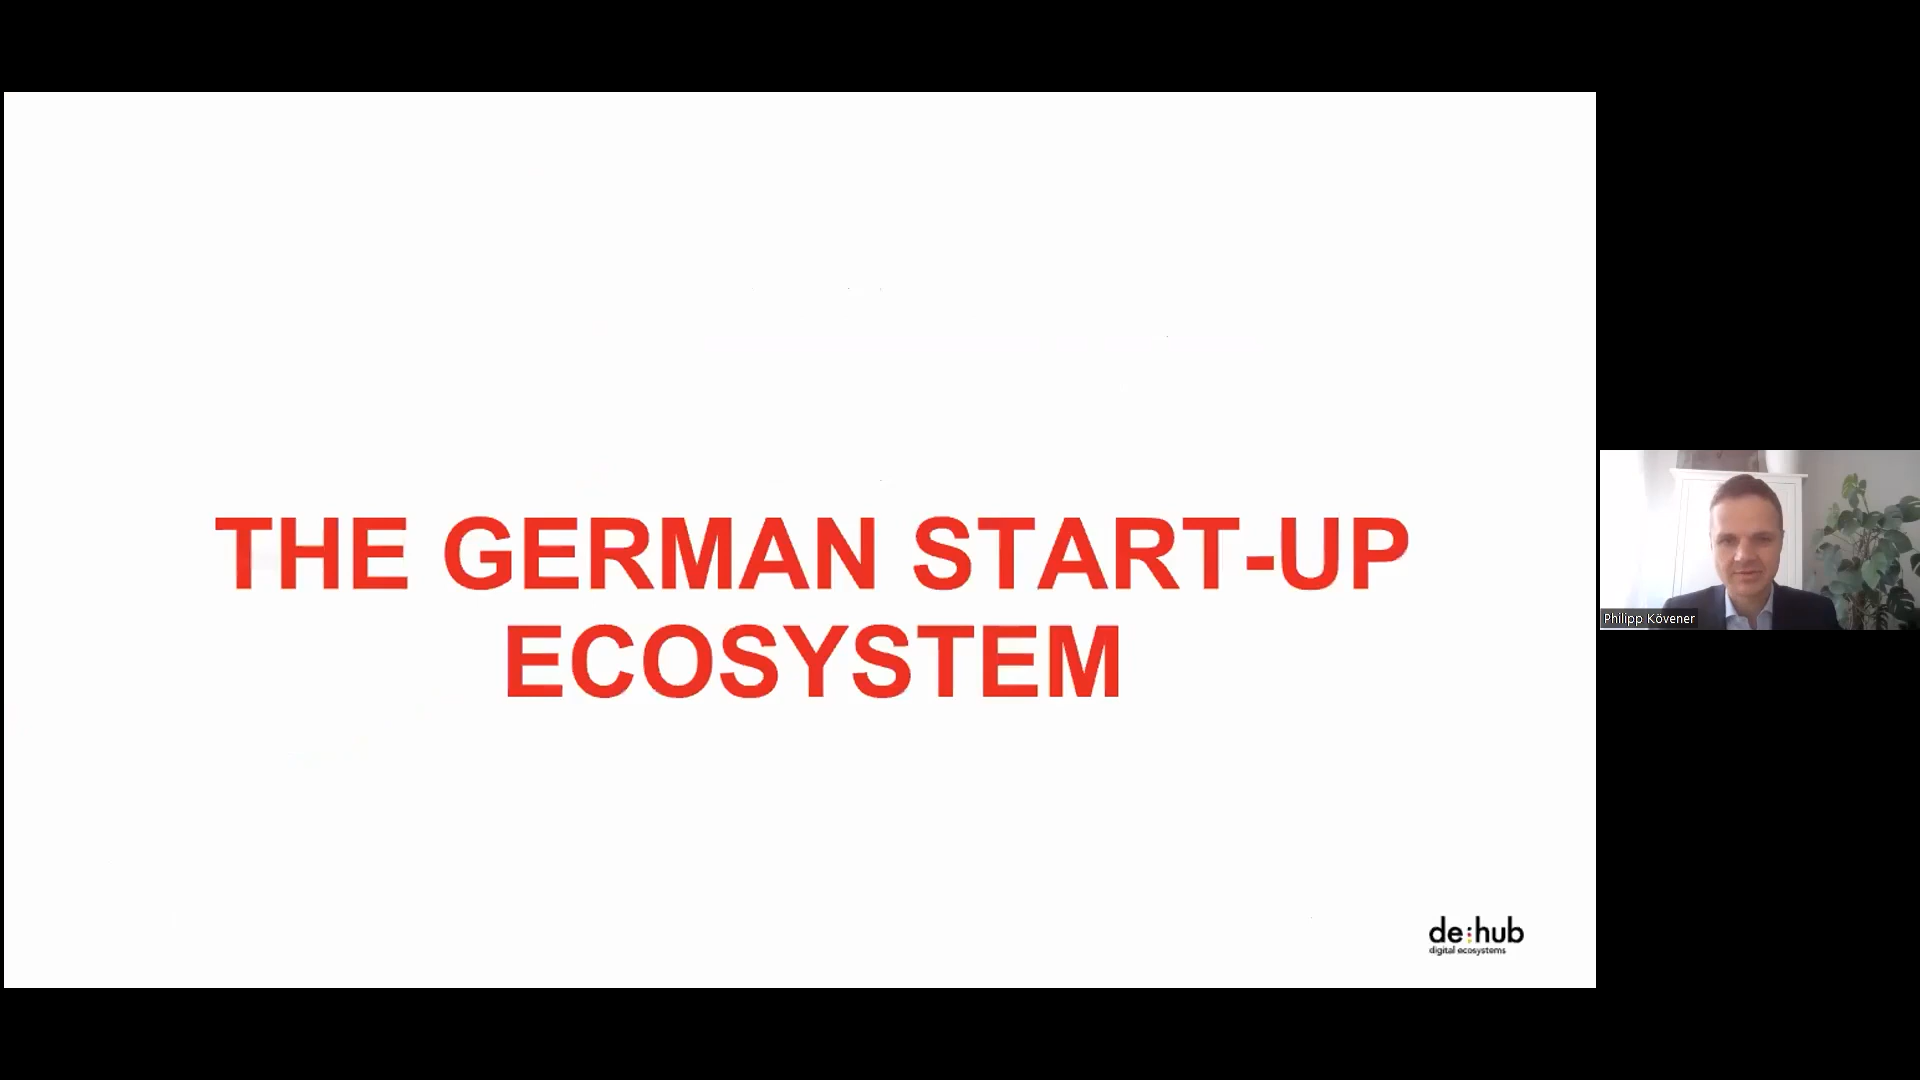 THE GERMAN START-UP
ECOSYSTEM
de:hub
digital ecosystems
Philipp Kövener